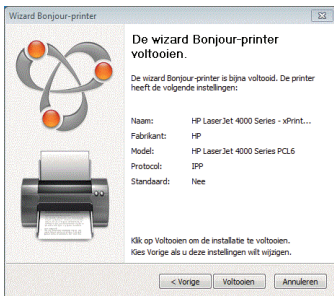 Wizard Bonjour-printer
De wizard Bonjour-printer
voltooien.
De wizard Bonjour-printer is bijna voltooid. De printer
heeft de volgende instellingen:
Naam: HP LaserJet 4000 Series - xPrint...
Fabrikant: HP
Model: HP LaserJet 4000 Series PCL6
Protocol: IPP
Standaard: Nee
Klik op Voltooien om de installatie te voltooien.
Kies Vorige als u deze instellingen wilt wijzigen.
< Vorige Voltooien Annuleren